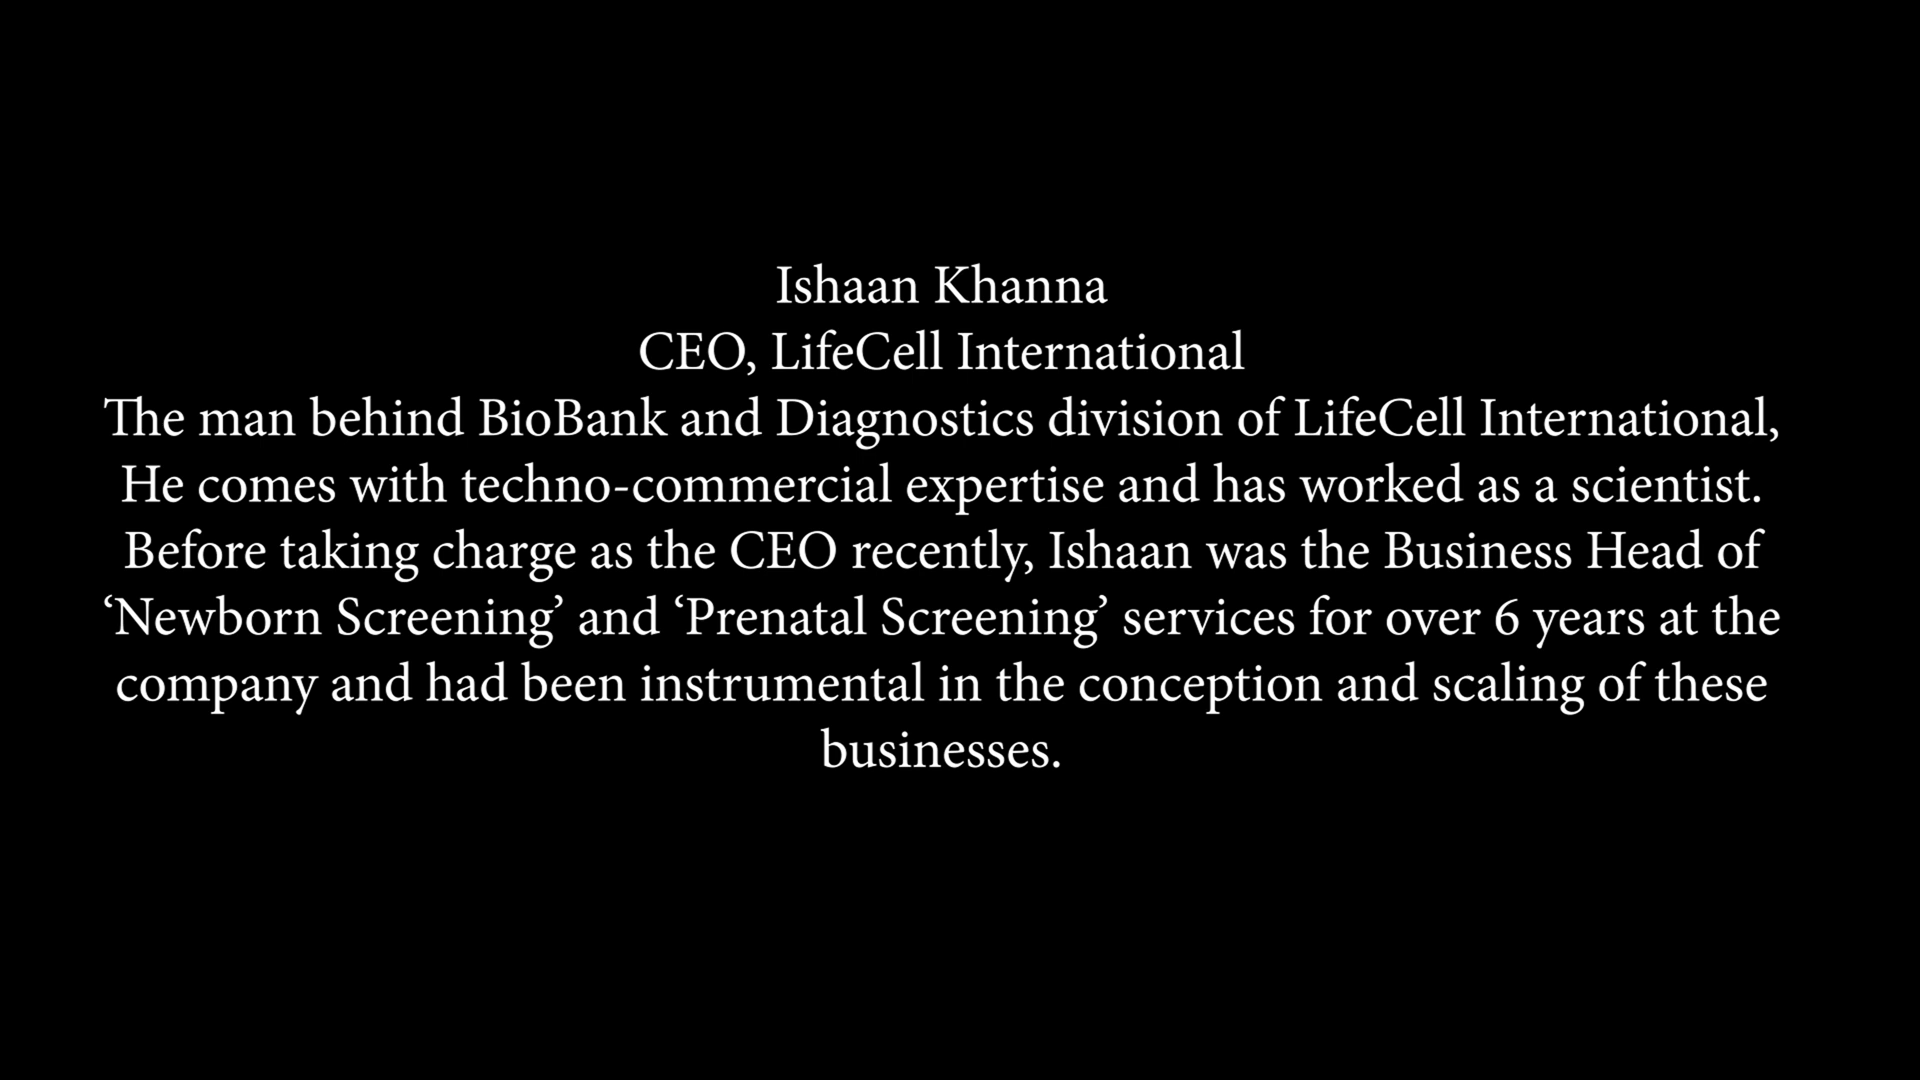 Ishaan Khanna
CEO, LifeCell International
The man behind BioBank and Diagnostics division of LifeCell International,
He comes with techno-commercial expertise and has worked as a scientist.
Before taking charge as the CEO recently, Ishaan was the Business Head of
‘Newborn Screening’ and ‘Prenatal Screening’ services for over 6 years at the
company and had been instrumental in the conception and scaling of these
businesses.